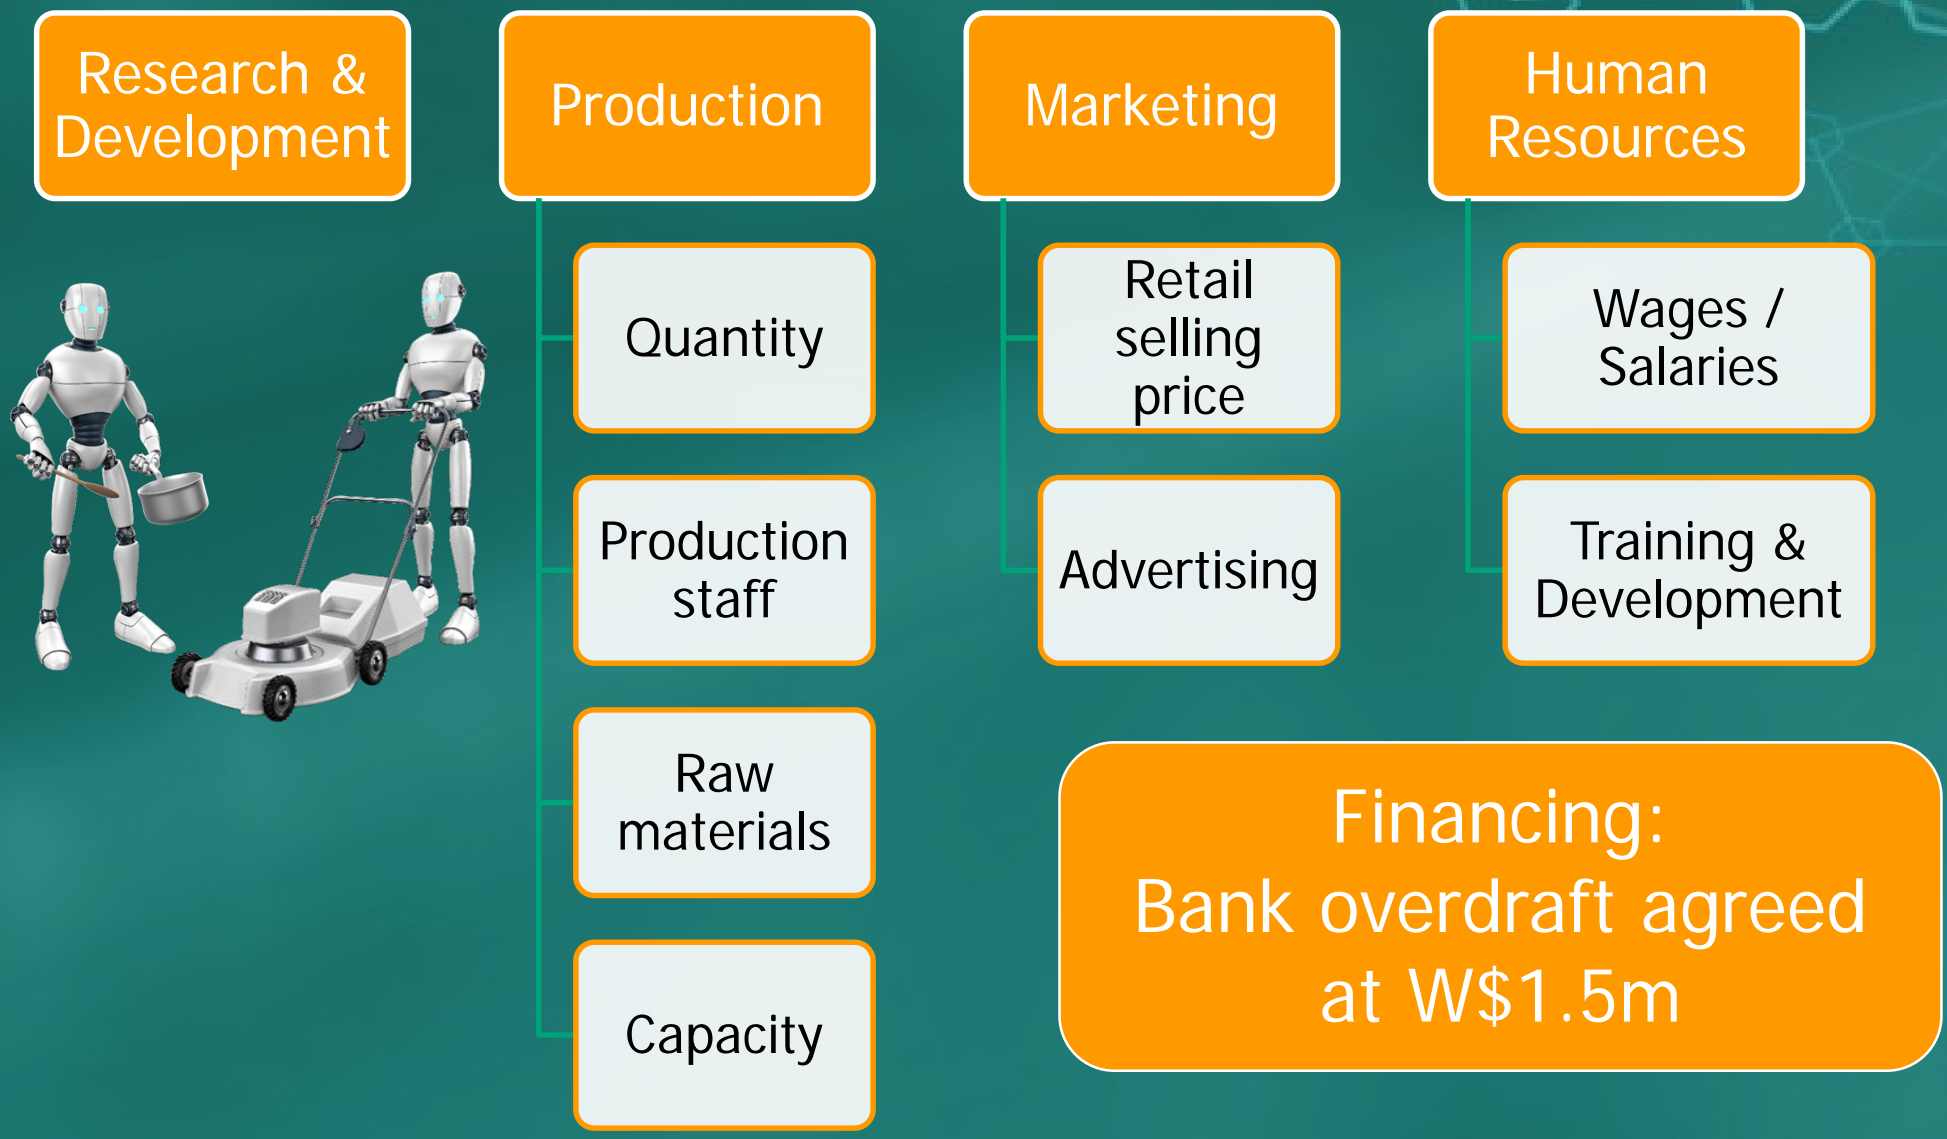 Research &
Development
Production
Quantity
Production
staff
Raw
materials
Capacity
Marketing
Retail
selling
price
Advertising
Human
Resources
Wages /
Salaries
Training &
Development
Financing:
Bank overdraft agreed
at W$1.5m